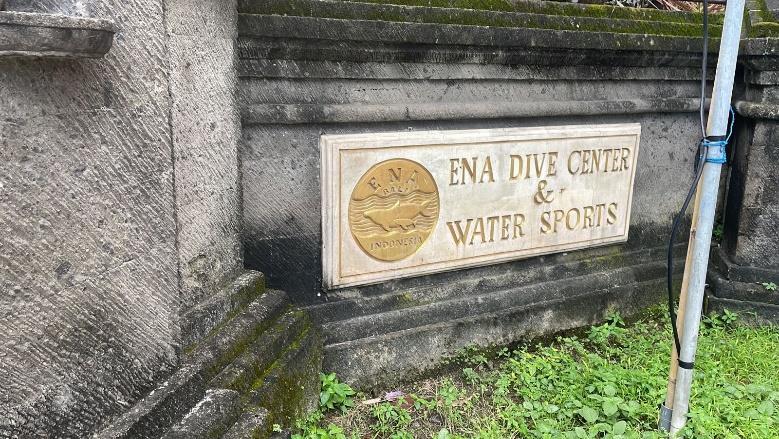 ENA
BALI
INDONESIA
ENA DIVE CENTER
&
WATER SPORTS